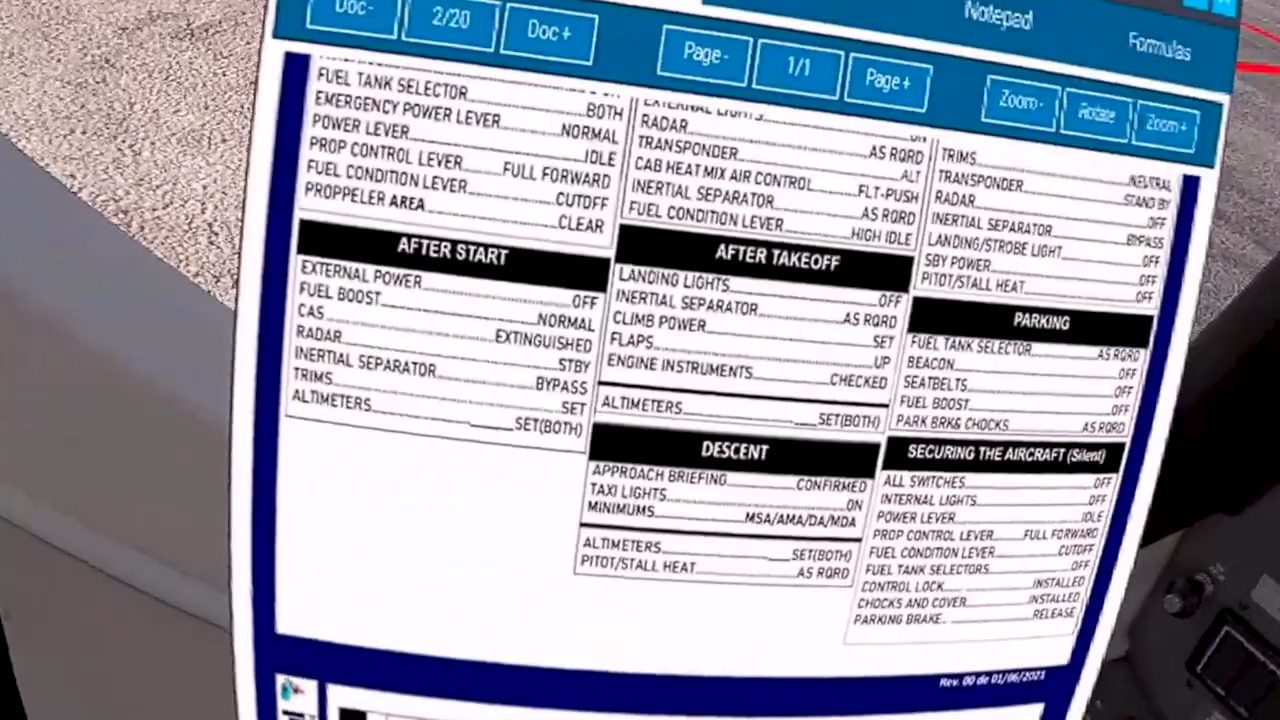 Notepad
Formulas
Doc-
2/20
Doc+
Page-
1/1
Page+
Zoom-
Rotate
Zoom+
FUEL TANK SELECTOR BOTH
EMERGENCY POWER LEVER NORMAL
POWER LEVER IDLE
PROP CONTROL LEVER FULL FORWARD
FUEL CONDITION LEVER CUTOFF
PROPPELER AREA CLEAR
AFTER START
EXTERNAL POWER OFF
FUEL BOOST NORMAL
CAS EXTINGUISHED
RADAR STBY
INERTIAL SEPARATOR BYPASS
TRIMS SET
ALTIMETERS ____SET(BOTH)
EXTERNAL LIGHTS ON
RADAR AS RQRD
TRANSPONDER ALT
CAB HEAT MIX AIR CONTROL FLT-PUSH
INERTIAL SEPARATOR AS RQRD
FUEL CONDITION LEVER HIGH IDLE
AFTER TAKEOFF
LANDING LIGHTS OFF
INERTIAL SEPARATOR AS RQRD
CLIMB POWER SET
FLAPS UP
ENGINE INSTRUMENTS CHECKED
ALTIMETERS ____SET(BOTH)
DESCENT
APPROACH BRIEFING CONFIRMED
TAXI LIGHTS ON
MINIMUMS MSA/AMA/DA/MDA
ALTIMETERS ____SET(BOTH)
PITOT/STALL HEAT AS RQRD
TRIMS NEUTRAL
TRANSPONDER STAND BY
RADAR OFF
INERTIAL SEPARATOR BYPASS
LANDING/STROBE LIGHT OFF
SBY POWER OFF
PITOT/STALL HEAT OFF
PARKING
FUEL TANK SELECTOR AS RQRD
BEACON OFF
SEATBELTS OFF
FUEL BOOST OFF
PARK BRK& CHOCKS AS RQRD
SECURING THE AIRCRAFT (Silent)
ALL SWITCHES OFF
INTERNAL LIGHTS OFF
POWER LEVER IDLE
PROP CONTROL LEVER FULL FORWARD
FUEL CONDITION LEVER CUTOFF
FUEL TANK SELECTORS OFF
CONTROL LOCK INSTALLED
CHOCKS AND COVER INSTALLED
PARKING BRAKE RELEASE
Rev. 00 de 01/06/2021